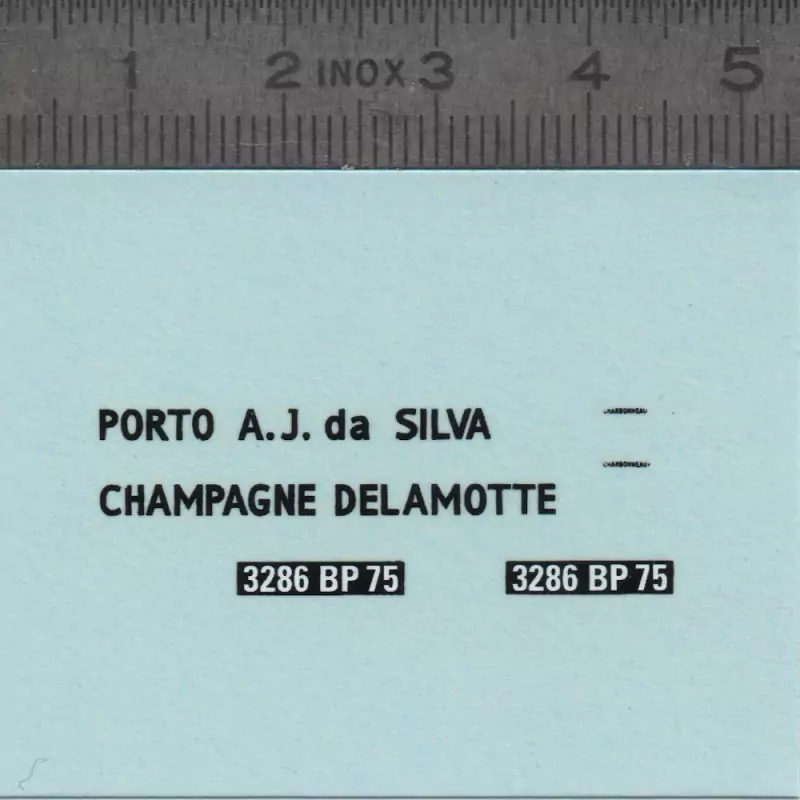 1 2 INOX 3 4 5
PORTO A.J. da SILVA
CHARBONNEAU
CHARBONNEAU
CHAMPAGNE DELAMOTTE
3286 BP 75
3286 BP 75